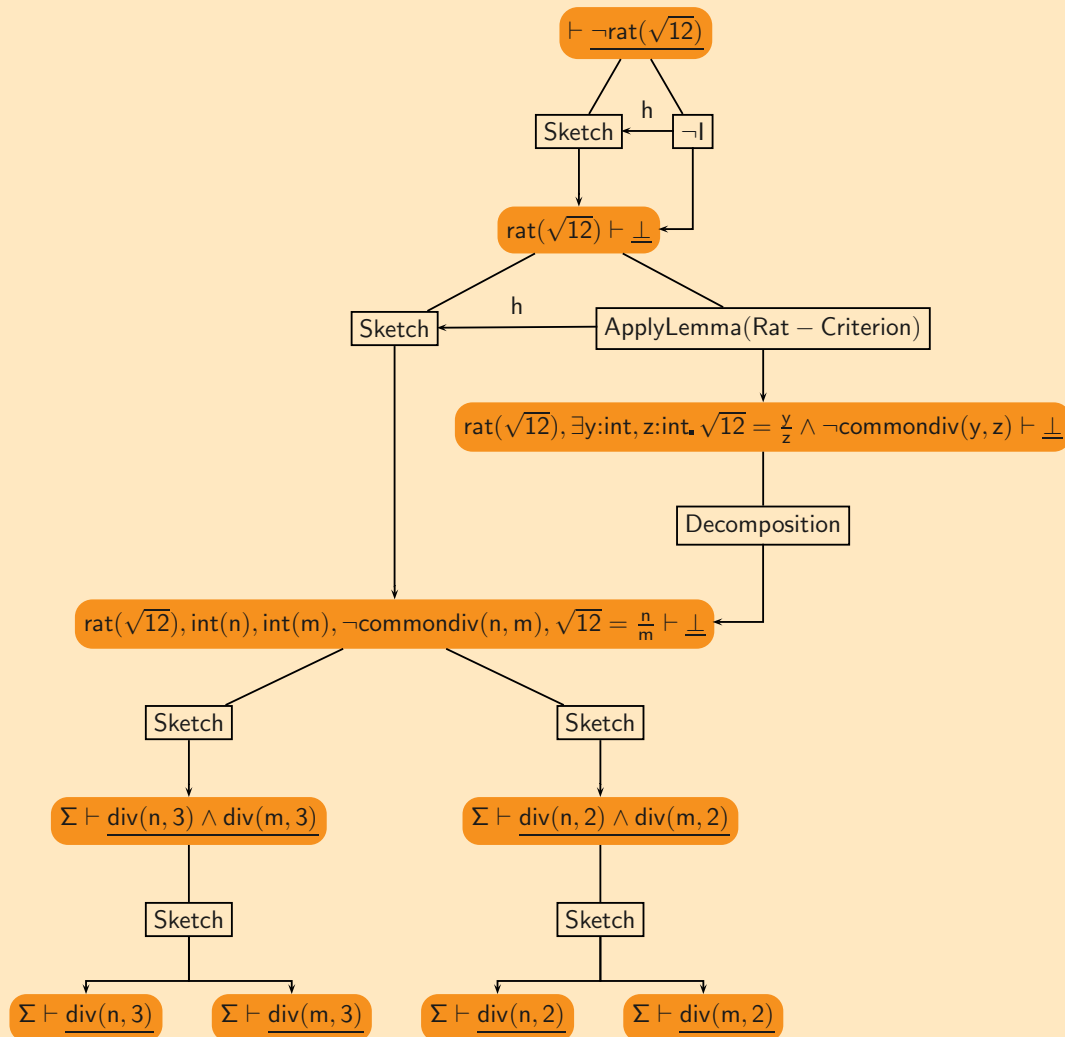 ⊢ ¬rat(√12)
h
Sketch
¬I
rat(√12) ⊢ ⊥
h
Sketch
ApplyLemma(Rat − Criterion)
rat(√12), ∃y:int, z:int. √12 = y/z ∧ ¬commondiv(y, z) ⊢ ⊥
Decomposition
rat(√12), int(n), int(m), ¬commondiv(n, m), √12 = n/m ⊢ ⊥
Sketch
Sketch
Σ ⊢ div(n, 3) ∧ div(m, 3)
Σ ⊢ div(n, 2) ∧ div(m, 2)
Sketch
Sketch
Σ ⊢ div(n, 3)
Σ ⊢ div(m, 3)
Σ ⊢ div(n, 2)
Σ ⊢ div(m, 2)